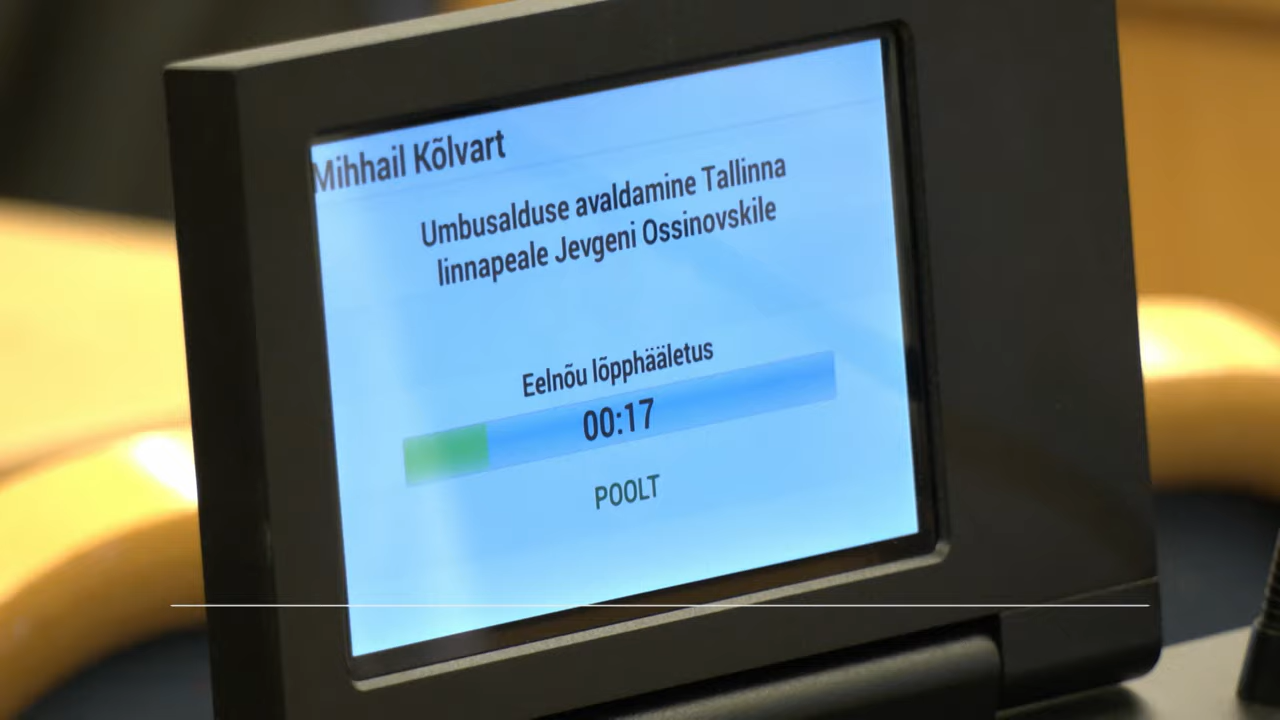 Mihhail Kõlvart
Umbusalduse avaldamine Tallinna
linnapeale Jevgeni Ossinovskile
Eelnõu lõpphääletus
00:17
POOLT